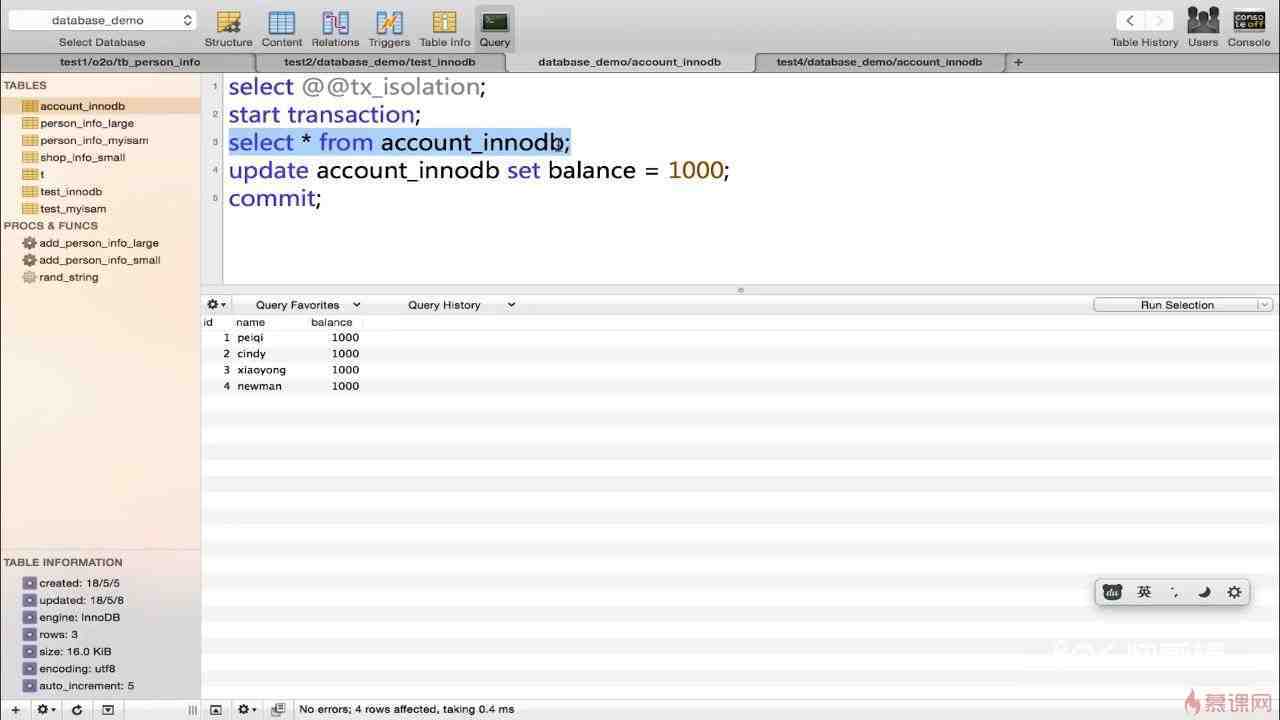 database_demo
Select Database
Structure
Content
Relations
Triggers
Table Info
Query
Table History
Users
Console
conso
le off
test1/o2o/tb_person_info
test2/database_demo/test_innodb
database_demo/account_innodb
test4/database_demo/account_innodb
+
TABLES
account_innodb
person_info_large
person_info_myisam
shop_info_small
t
test_innodb
test_myisam
PROCS & FUNCS
add_person_info_large
add_person_info_small
rand_string
1 select @@tx_isolation;
2 start transaction;
3 select * from account_innodb;
4 update account_innodb set balance = 1000;
5 commit;
Query Favorites
Query History
Run Selection
id name balance
1 peiqi 1000
2 cindy 1000
3 xiaoyong 1000
4 newman 1000
TABLE INFORMATION
created: 18/5/5
updated: 18/5/8
engine: InnoDB
rows: 3
size: 16.0 KiB
encoding: utf8
auto_increment: 5
du 英
No errors; 4 rows affected, taking 0.4 ms
慕课网